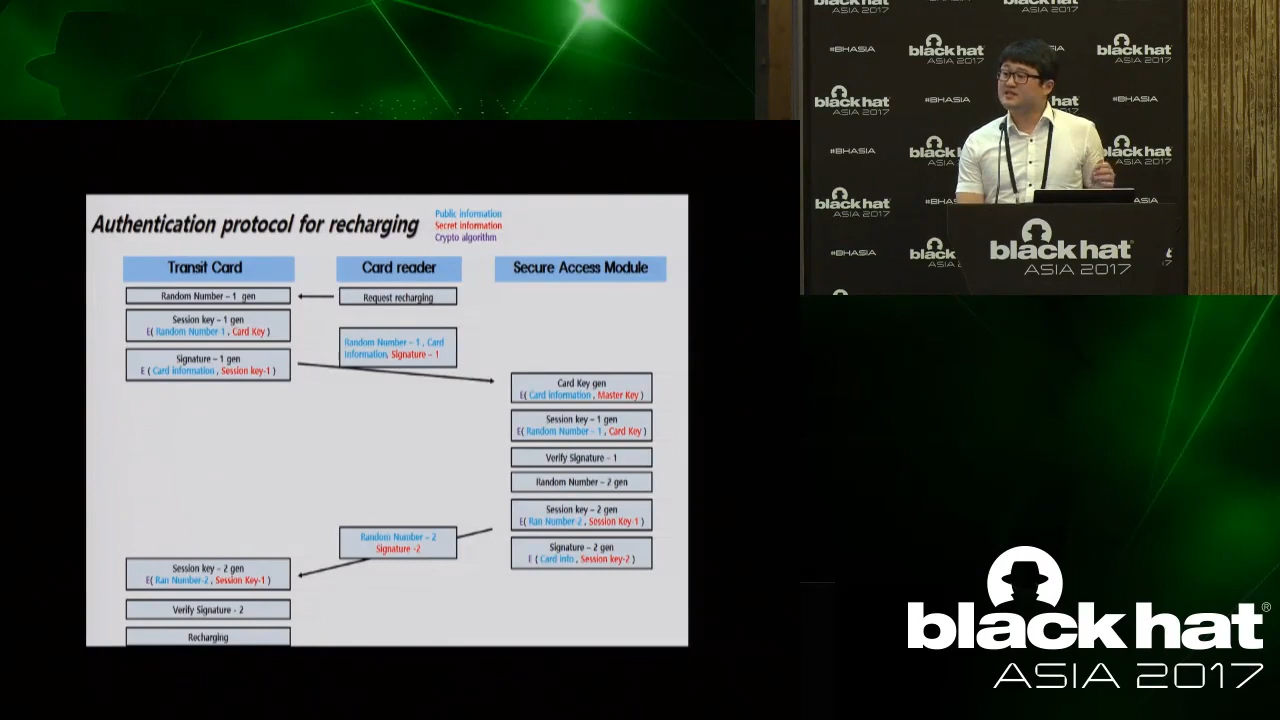 Authentication protocol for recharging
Public information
Secret information
Crypto algorithm
Transit Card
Card reader
Secure Access Module
Random Number – 1 gen
Request recharging
Session key – 1 gen
E( Random Number 1 , Card Key )
Random Number – 1 , Card
Information, Signature – 1
Signature – 1 gen
E ( Card information , Session key-1 )
Card Key gen
E( Card information , Master Key )
Session key – 1 gen
E( Random Number – 1 , Card Key )
Verify Signature – 1
Random Number – 2 gen
Session key – 2 gen
E( Ran Number-2 , Session Key-1 )
Random Number – 2
Signature -2
Signature – 2 gen
E ( Card info , Session key-2 )
Session key – 2 gen
E( Ran Number-2 , Session Key-1 )
Verify Signature - 2
Recharging
black hat
ASIA 2017
#BHASIA
black hat
ASIA 2017
black hat®
ASIA 2017